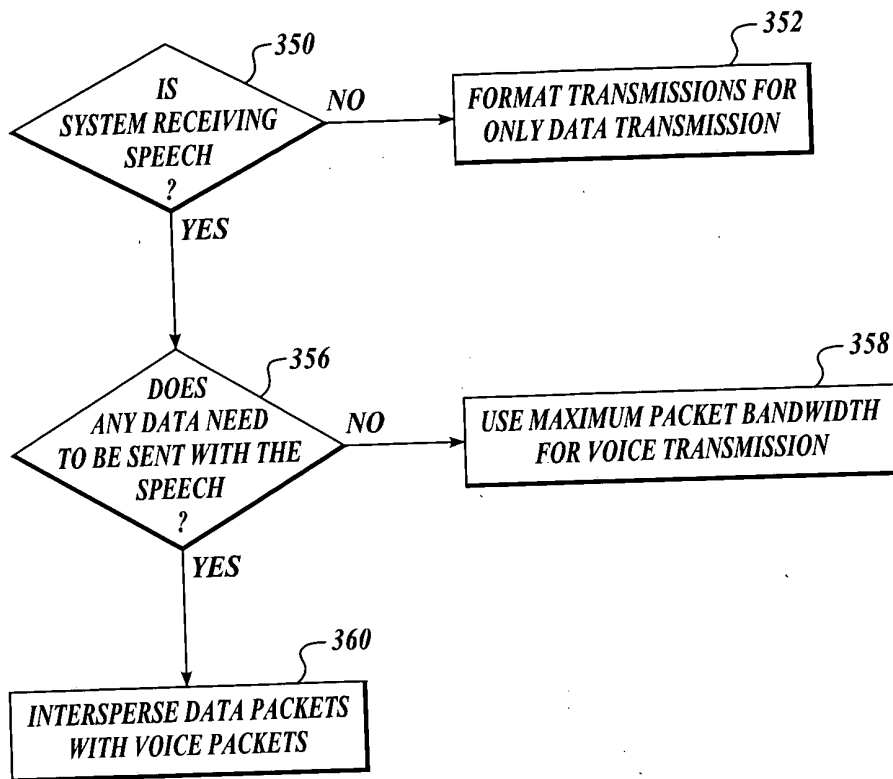 350
IS
SYSTEM RECEIVING
SPEECH
?
NO
352
FORMAT TRANSMISSIONS FOR
ONLY DATA TRANSMISSION
YES
356
DOES
ANY DATA NEED
TO BE SENT WITH THE
SPEECH
?
NO
358
USE MAXIMUM PACKET BANDWIDTH
FOR VOICE TRANSMISSION
YES
360
INTERSPERSE DATA PACKETS
WITH VOICE PACKETS